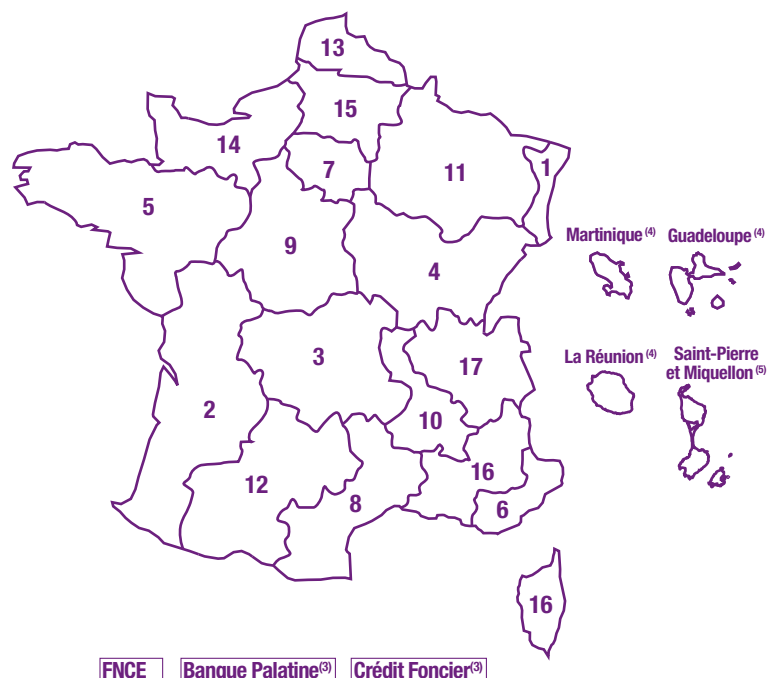 13
15
14
7
11
1
5
9
4
Martinique (4)
Guadeloupe (4)
3
17
La Réunion (4)
Saint-Pierre
et Miquellon (5)
2
10
12
8
16
6
16
FNCE
Banque Palatine(3)
Crédit Foncier(3)